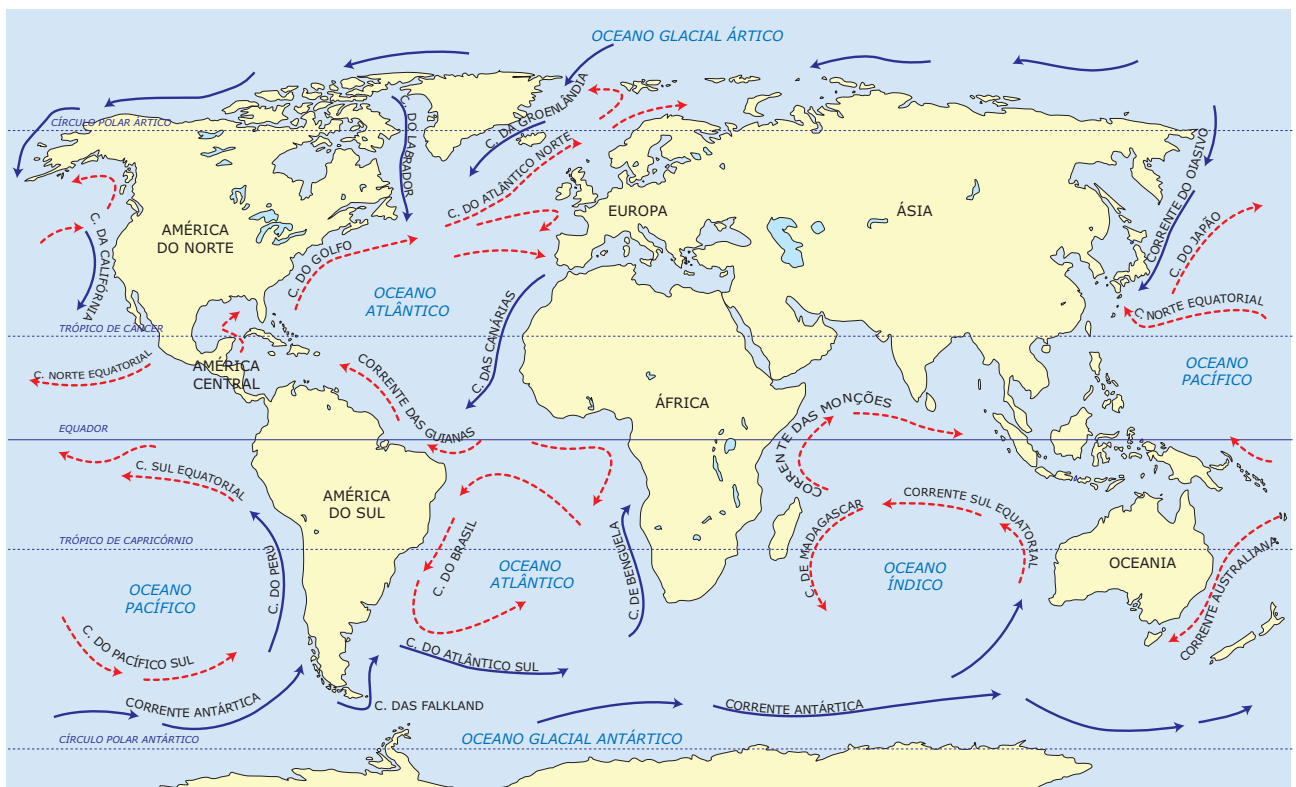 OCEANO GLACIAL ÁRTICO
CÍRCULO POLAR ÁRTICO
C. DO LABRADOR
C. DA GROENLÂNDIA
C. DO ATLÂNTICO NORTE
CORRENTE DO OIASIVO
C. DO JAPÃO
C. DA CALIFÓRNIA
AMÉRICA
DO NORTE
EUROPA
ÁSIA
C. DO GOLFO
OCEANO
ATLÂNTICO
C. DAS CANÁRIAS
C. NORTE EQUATORIAL
TRÓPICO DE CÂNCER
C. NORTE EQUATORIAL
AMÉRICA
CENTRAL
CORRENTE DAS GUIANAS
ÁFRICA
CORRENTE DAS MONÇÕES
OCEANO
PACÍFICO
EQUADOR
C. SUL EQUATORIAL
AMÉRICA
DO SUL
CORRENTE SUL EQUATORIAL
C. DE MADAGASCAR
TRÓPICO DE CAPRICÓRNIO
C. DO PERU
C. DO BRASIL
OCEANO
ATLÂNTICO
C. DE BENGUELA
OCEANO
ÍNDICO
OCEANIA
CORRENTE AUSTRALIANA
OCEANO
PACÍFICO
C. DO PACÍFICO SUL
C. DO ATLÂNTICO SUL
CORRENTE ANTÁRTICA
C. DAS FALKLAND
CORRENTE ANTÁRTICA
CÍRCULO POLAR ANTÁRTICO
OCEANO GLACIAL ANTÁRTICO